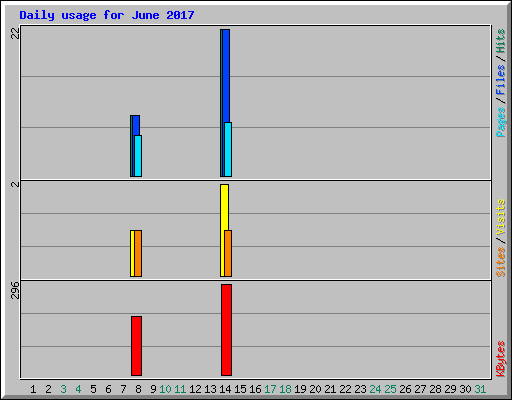 Daily usage for June 2017
22
Pages / Files / Hits
2
Sites / Visits
296
KBytes
1 2 3 4 5 6 7 8 9 10 11 12 13 14 15 16 17 18 19 20 21 22 23 24 25 26 27 28 29 30 31